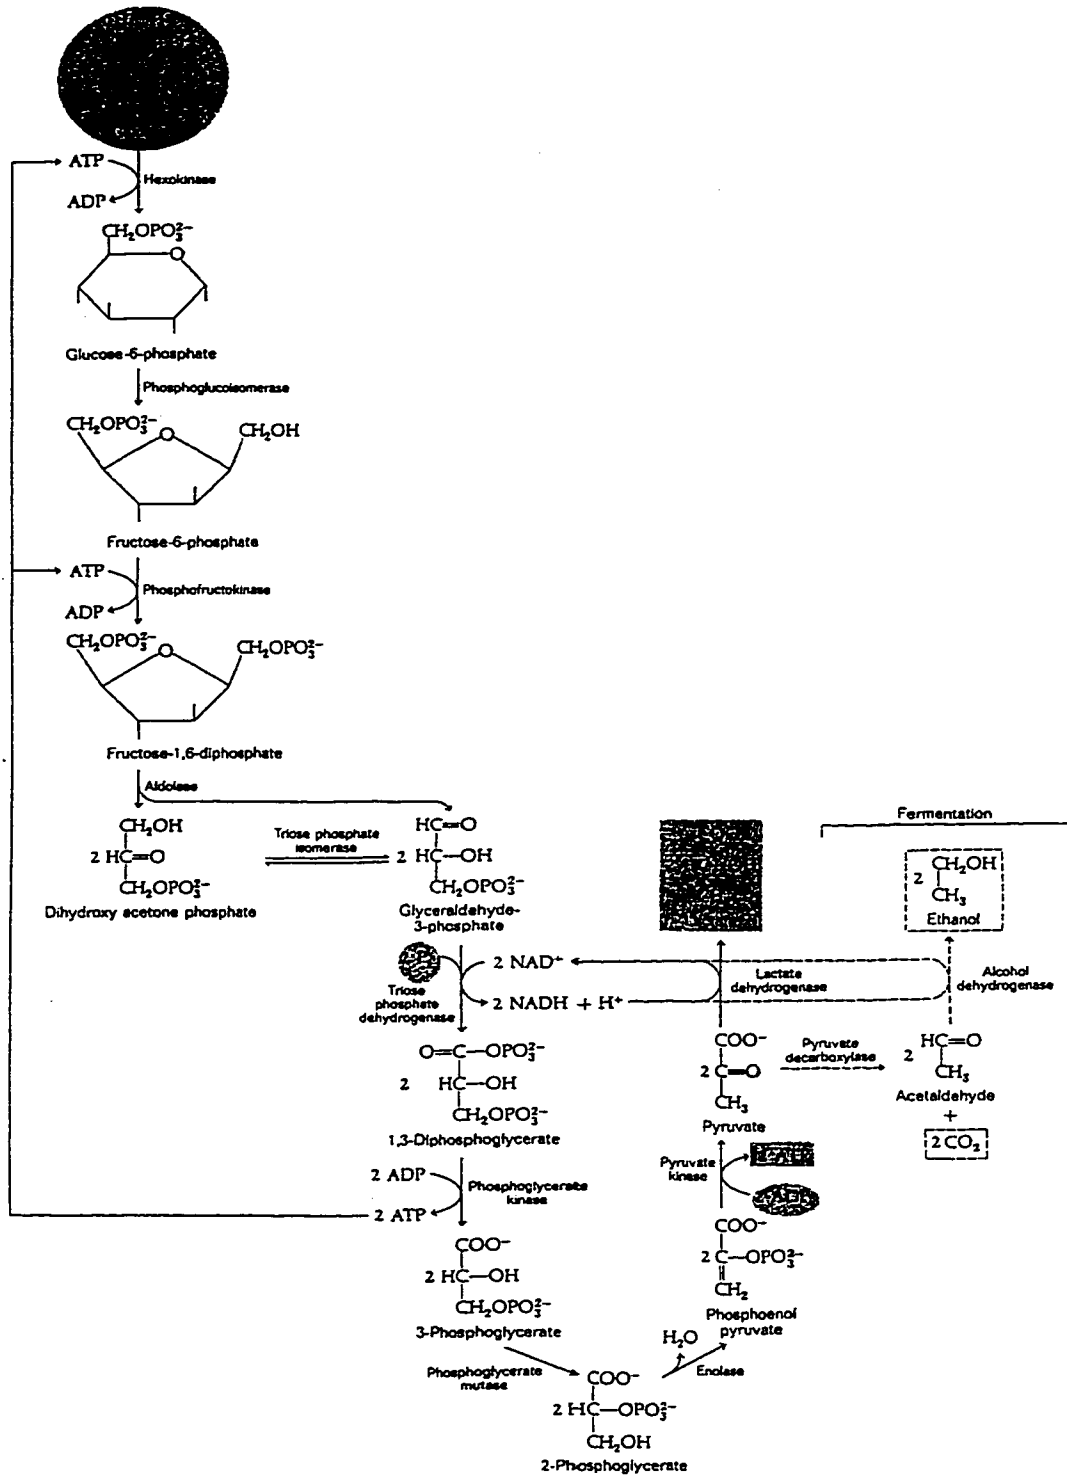 ATP
Hexokinase
ADP
CH₂OPO₃²⁻
O
Glucose-6-phosphate
Phosphoglucoisomerase
CH₂OPO₃²⁻
O
CH₂OH
Fructose-6-phosphate
ATP
Phosphofructokinase
ADP
CH₂OPO₃²⁻
O
CH₂OPO₃²⁻
Fructose-1,6-diphosphate
Aldolase
CH₂OH
2 HC=O
CH₂OPO₃²⁻
Dihydroxy acetone phosphate
Triose phosphate
isomerase
HC=O
2 HC—OH
CH₂OPO₃²⁻
Glyceraldehyde-
3-phosphate
2 NAD⁺
2 NADH + H⁺
Triose
phosphate
dehydrogenase
O=C—OPO₃²⁻
2 HC—OH
CH₂OPO₃²⁻
1,3-Diphosphoglycerate
2 ADP
Phosphoglycerate
kinase
2 ATP
COO⁻
2 HC—OH
CH₂OPO₃²⁻
3-Phosphoglycerate
Phosphoglycerate
mutase
COO⁻
2 HC—OPO₃²⁻
CH₂OH
2-Phosphoglycerate
H₂O
Enolase
COO⁻
2 C—OPO₃²⁻
CH₂
Phosphoenol
pyruvate
Pyruvate
kinase
COO⁻
2 C=O
CH₃
Pyruvate
Lactate
dehydrogenase
Pyruvate
decarboxylase
Fermentation
2 CH₂OH
CH₃
Ethanol
Alcohol
dehydrogenase
2 HC=O
CH₃
Acetaldehyde
+
2 CO₂